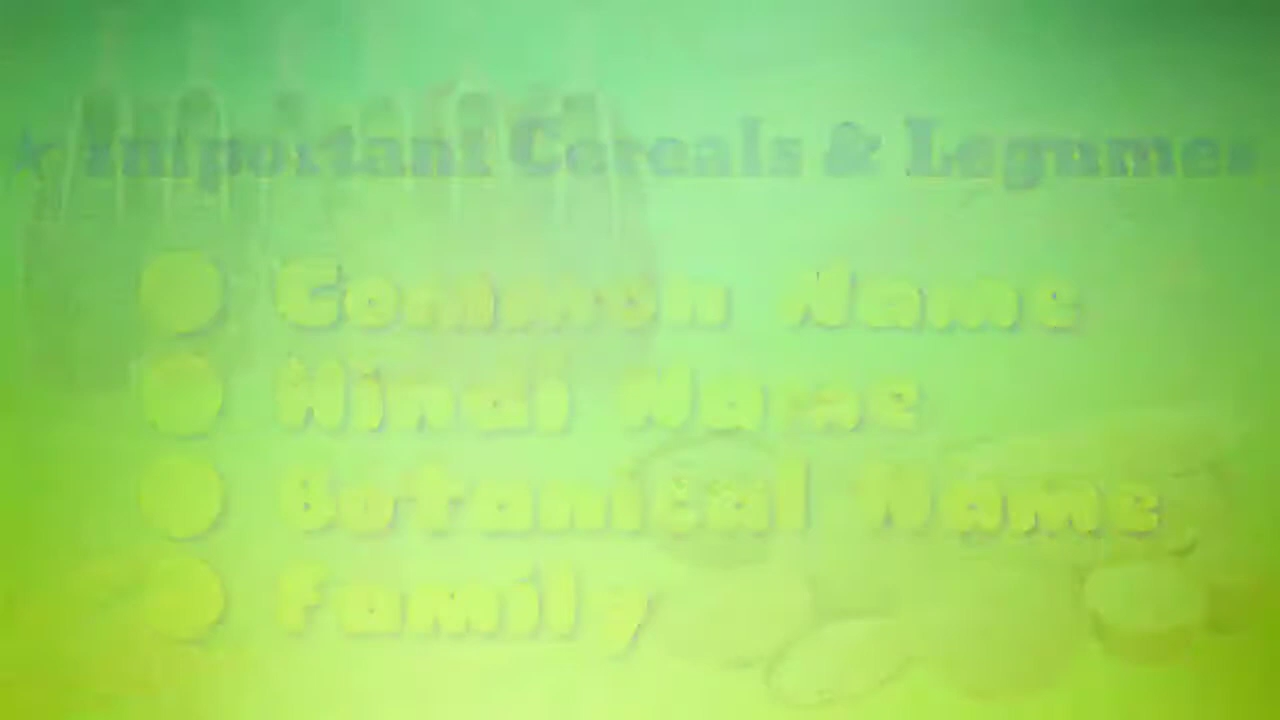 * Important Cereals & Legumes
Common Name
Hindi Name
Botanical Name
Family